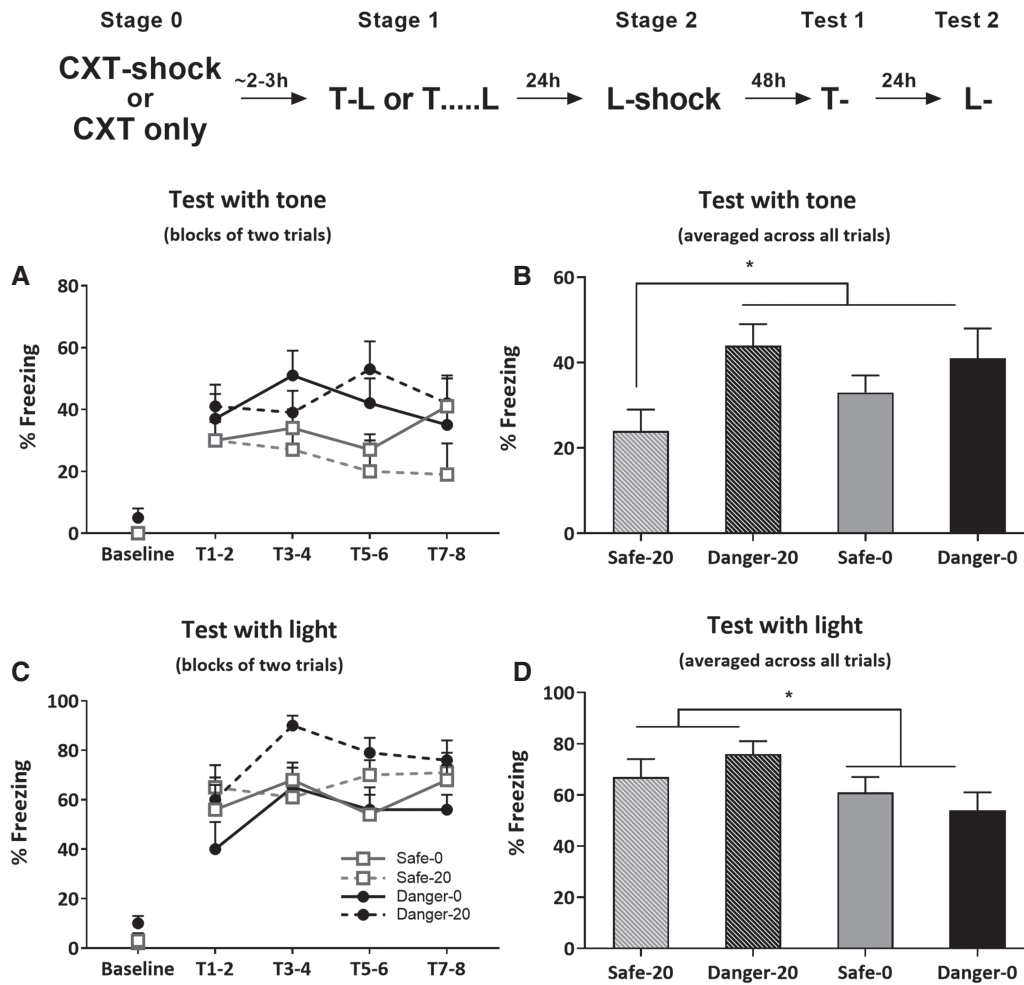 Stage 0 Stage 1 Stage 2 Test 1 Test 2
CXT-shock
or
CXT only
~2-3h
T-L or T.....L
24h
L-shock
48h
T-
24h
L-
Test with tone
(blocks of two trials)
A
% Freezing
80
60
40
20
0
Baseline T1-2 T3-4 T5-6 T7-8
Test with tone
(averaged across all trials)
B
*
% Freezing
60
40
20
0
Safe-20 Danger-20 Safe-0 Danger-0
Test with light
(blocks of two trials)
C
% Freezing
100
80
60
40
20
0
Safe-0
Safe-20
Danger-0
Danger-20
Baseline T1-2 T3-4 T5-6 T7-8
Test with light
(averaged across all trials)
D
*
% Freezing
100
80
60
40
20
0
Safe-20 Danger-20 Safe-0 Danger-0